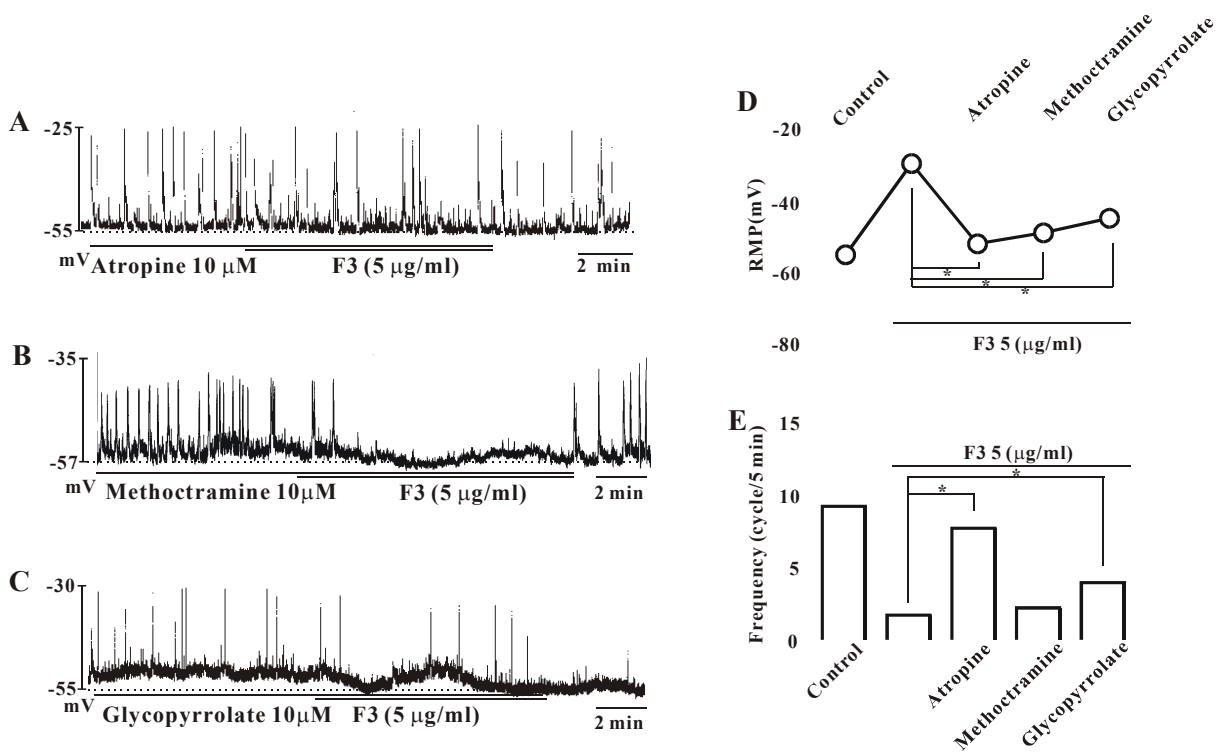 A
-25
-55
mV
Atropine 10 μM
F3 (5 μg/ml)
2 min
B
-35
-57
mV
Methoctramine 10μM
F3 (5 μg/ml)
2 min
C
-30
-55
mV
Glycopyrrolate 10μM
F3 (5 μg/ml)
2 min
D
Control
Atropine
Methoctramine
Glycopyrrolate
-20
-40
-60
-80
RMP(mV)
*
*
*
F3 5 (μg/ml)
E
15
10
5
0
Frequency (cycle/5 min)
F3 5 (μg/ml)
*
*
Control
Atropine
Methoctramine
Glycopyrrolate